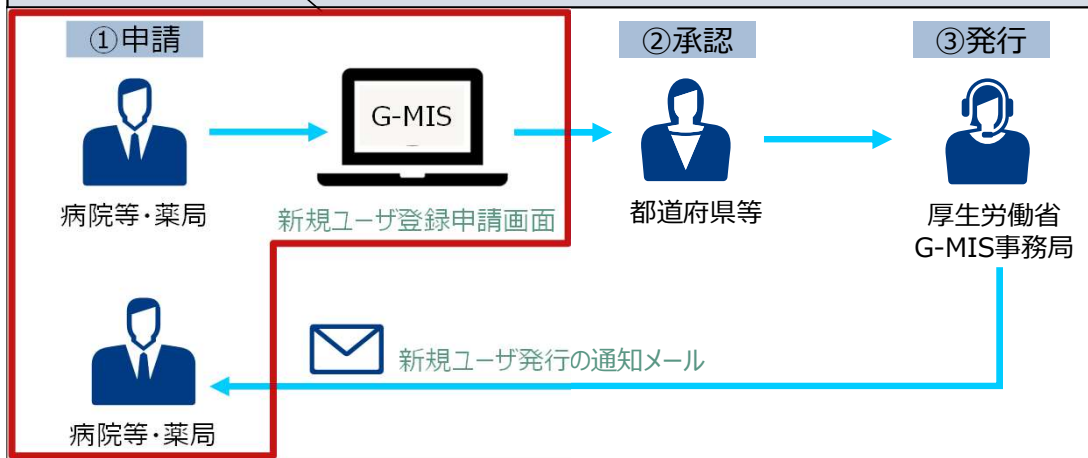 ①申請
②承認
③発行
G-MIS
病院等・薬局
新規ユーザ登録申請画面
都道府県等
厚生労働省
G-MIS事務局
新規ユーザ発行の通知メール
病院等・薬局